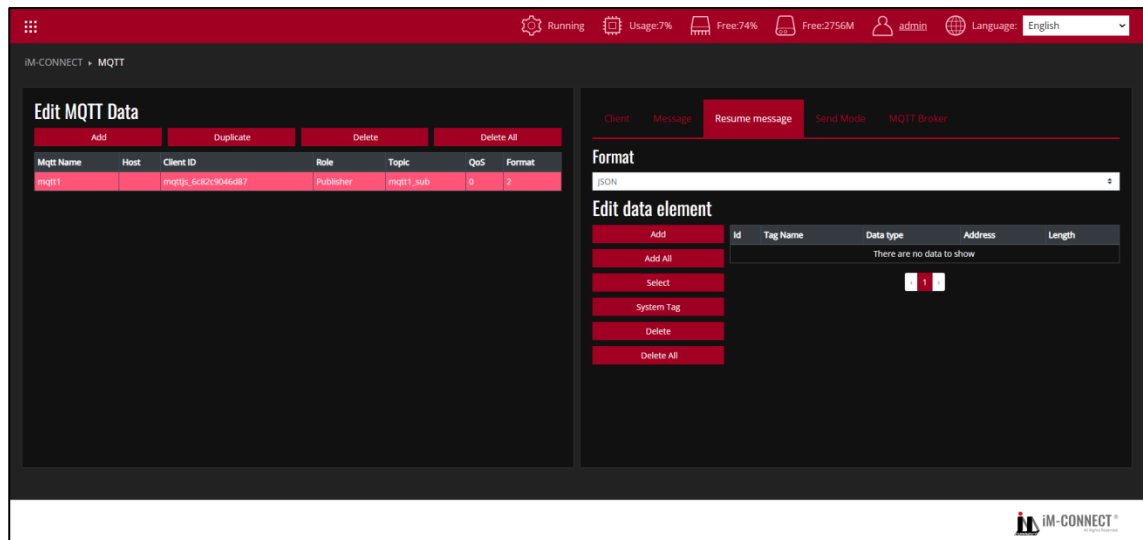 Running Usage:7% Free:74% Free:2756M admin Language: English
iM-CONNECT ▸ MQTT
Edit MQTT Data
Add Duplicate Delete Delete All
Mqtt Name Host Client ID Role Topic QoS Format
mqtt1 mqttjs_6c82c9046d87 Publisher mqtt1_sub 0 2
Client Message Resume message Send Mode MQTT Broker
Format
JSON
Edit data element
Add
Add All
Select
System Tag
Delete
Delete All
Id Tag Name Data type Address Length
There are no data to show
‹ 1 ›
iM-CONNECT®
All Rights Reserved